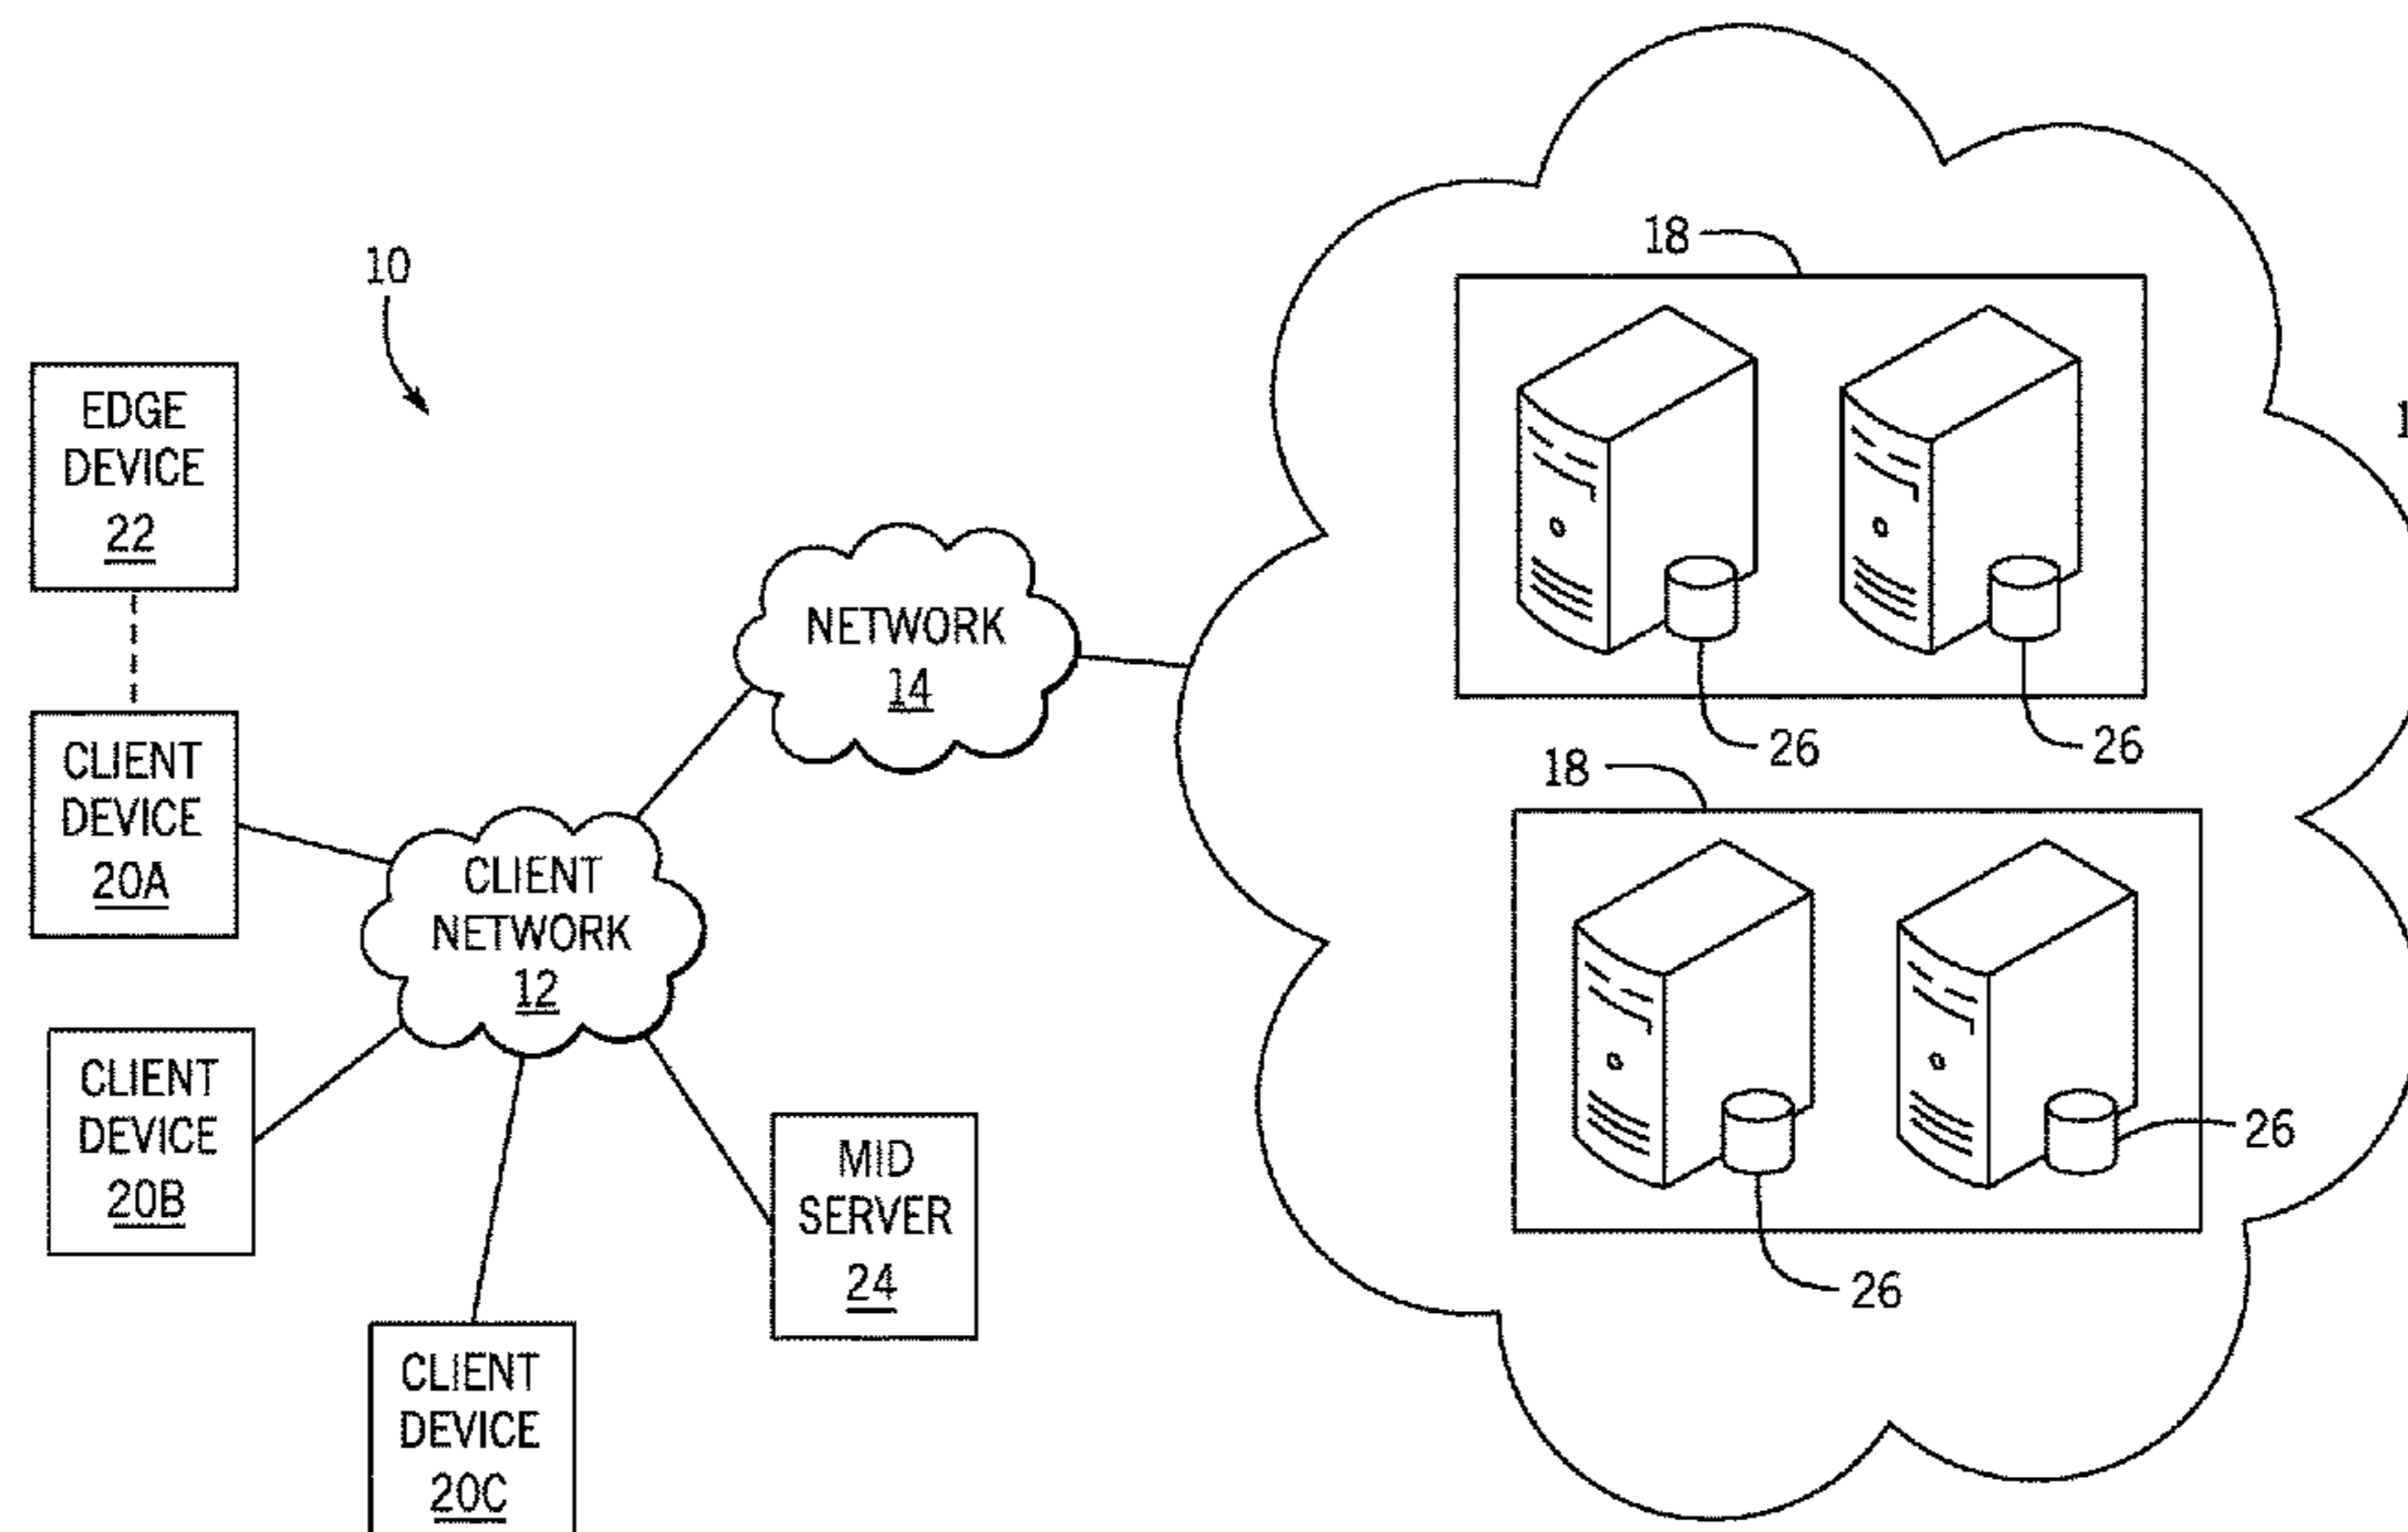 10
EDGE
DEVICE
22
CLIENT
DEVICE
20A
CLIENT
DEVICE
20B
CLIENT
DEVICE
20C
CLIENT
NETWORK
12
MID
SERVER
24
NETWORK
14
18
26
26
18
26
26